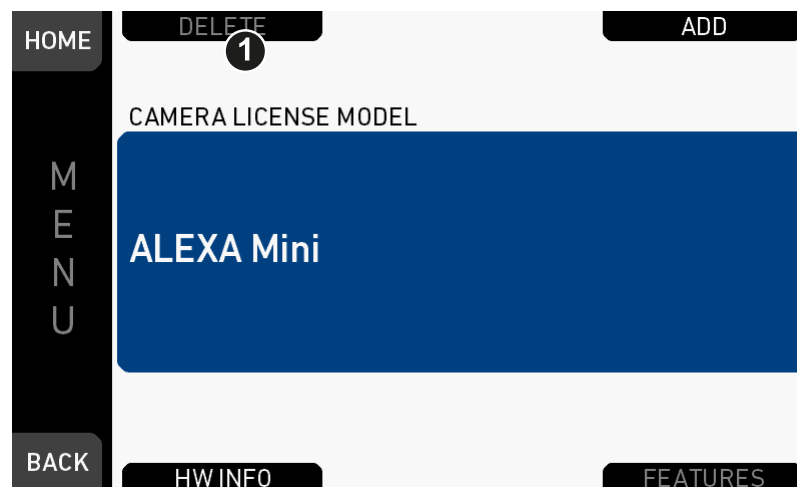 HOME
DELETE
1
ADD
CAMERA LICENSE MODEL
M
E
N
U
ALEXA Mini
BACK
HW INFO
FEATURES